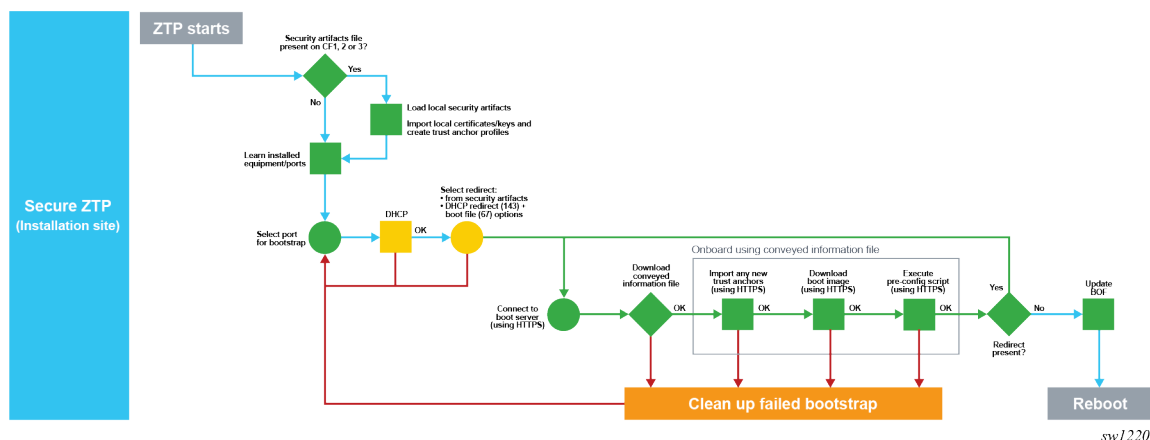 ZTP starts
Security artifacts file
present on CF1, 2 or 3?
Yes
No
Load local security artifacts
Import local certificates/keys and
create trust anchor profiles
Learn installed
equipment/ports
Secure ZTP
(Installation site)
Select redirect:
• from security artifacts
• DHCP redirect (143) +
boot file (67) options
DHCP
OK
Select port
for bootstrap
Onboard using conveyed information file
Download
conveyed
information file
Import any new
trust anchors
(using HTTPS)
Download
boot image
(using HTTPS)
Execute
pre-config script
(using HTTPS)
Yes
Update
BOF
Connect to
boot server
(using HTTPS)
OK
OK
OK
OK
No
Redirect
present?
Clean up failed bootstrap
Reboot
sw1220